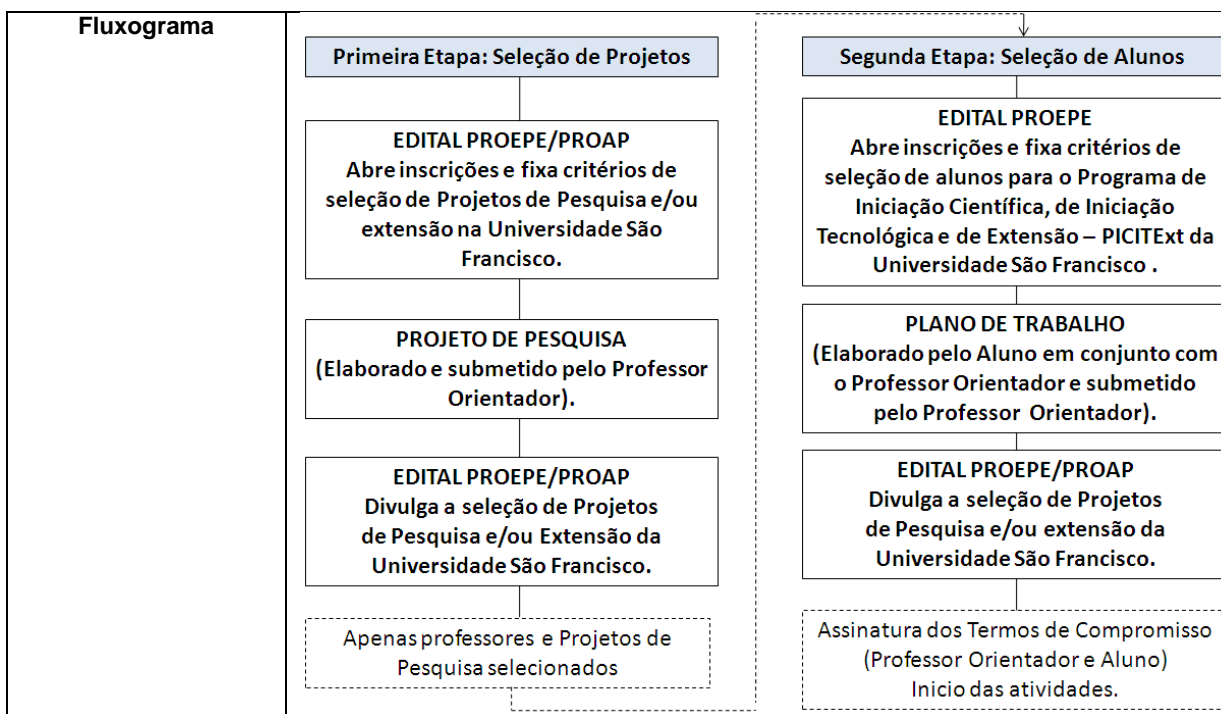 Fluxograma
Primeira Etapa: Seleção de Projetos
EDITAL PROEPE/PROAP
Abre inscrições e fixa critérios de
seleção de Projetos de Pesquisa e/ou
extensão na Universidade São
Francisco.
PROJETO DE PESQUISA
(Elaborado e submetido pelo Professor
Orientador).
EDITAL PROEPE/PROAP
Divulga a seleção de Projetos
de Pesquisa e/ou Extensão da
Universidade São Francisco.
Apenas professores e Projetos de
Pesquisa selecionados
Segunda Etapa: Seleção de Alunos
EDITAL PROEPE
Abre inscrições e fixa critérios de
seleção de alunos para o Programa de
Iniciação Científica, de Iniciação
Tecnológica e de Extensão – PICITExt da
Universidade São Francisco .
PLANO DE TRABALHO
(Elaborado pelo Aluno em conjunto com
o Professor Orientador e submetido
pelo Professor Orientador).
EDITAL PROEPE/PROAP
Divulga a seleção de Projetos
de Pesquisa e/ou extensão da
Universidade São Francisco.
Assinatura dos Termos de Compromisso
(Professor Orientador e Aluno)
Inicio das atividades.